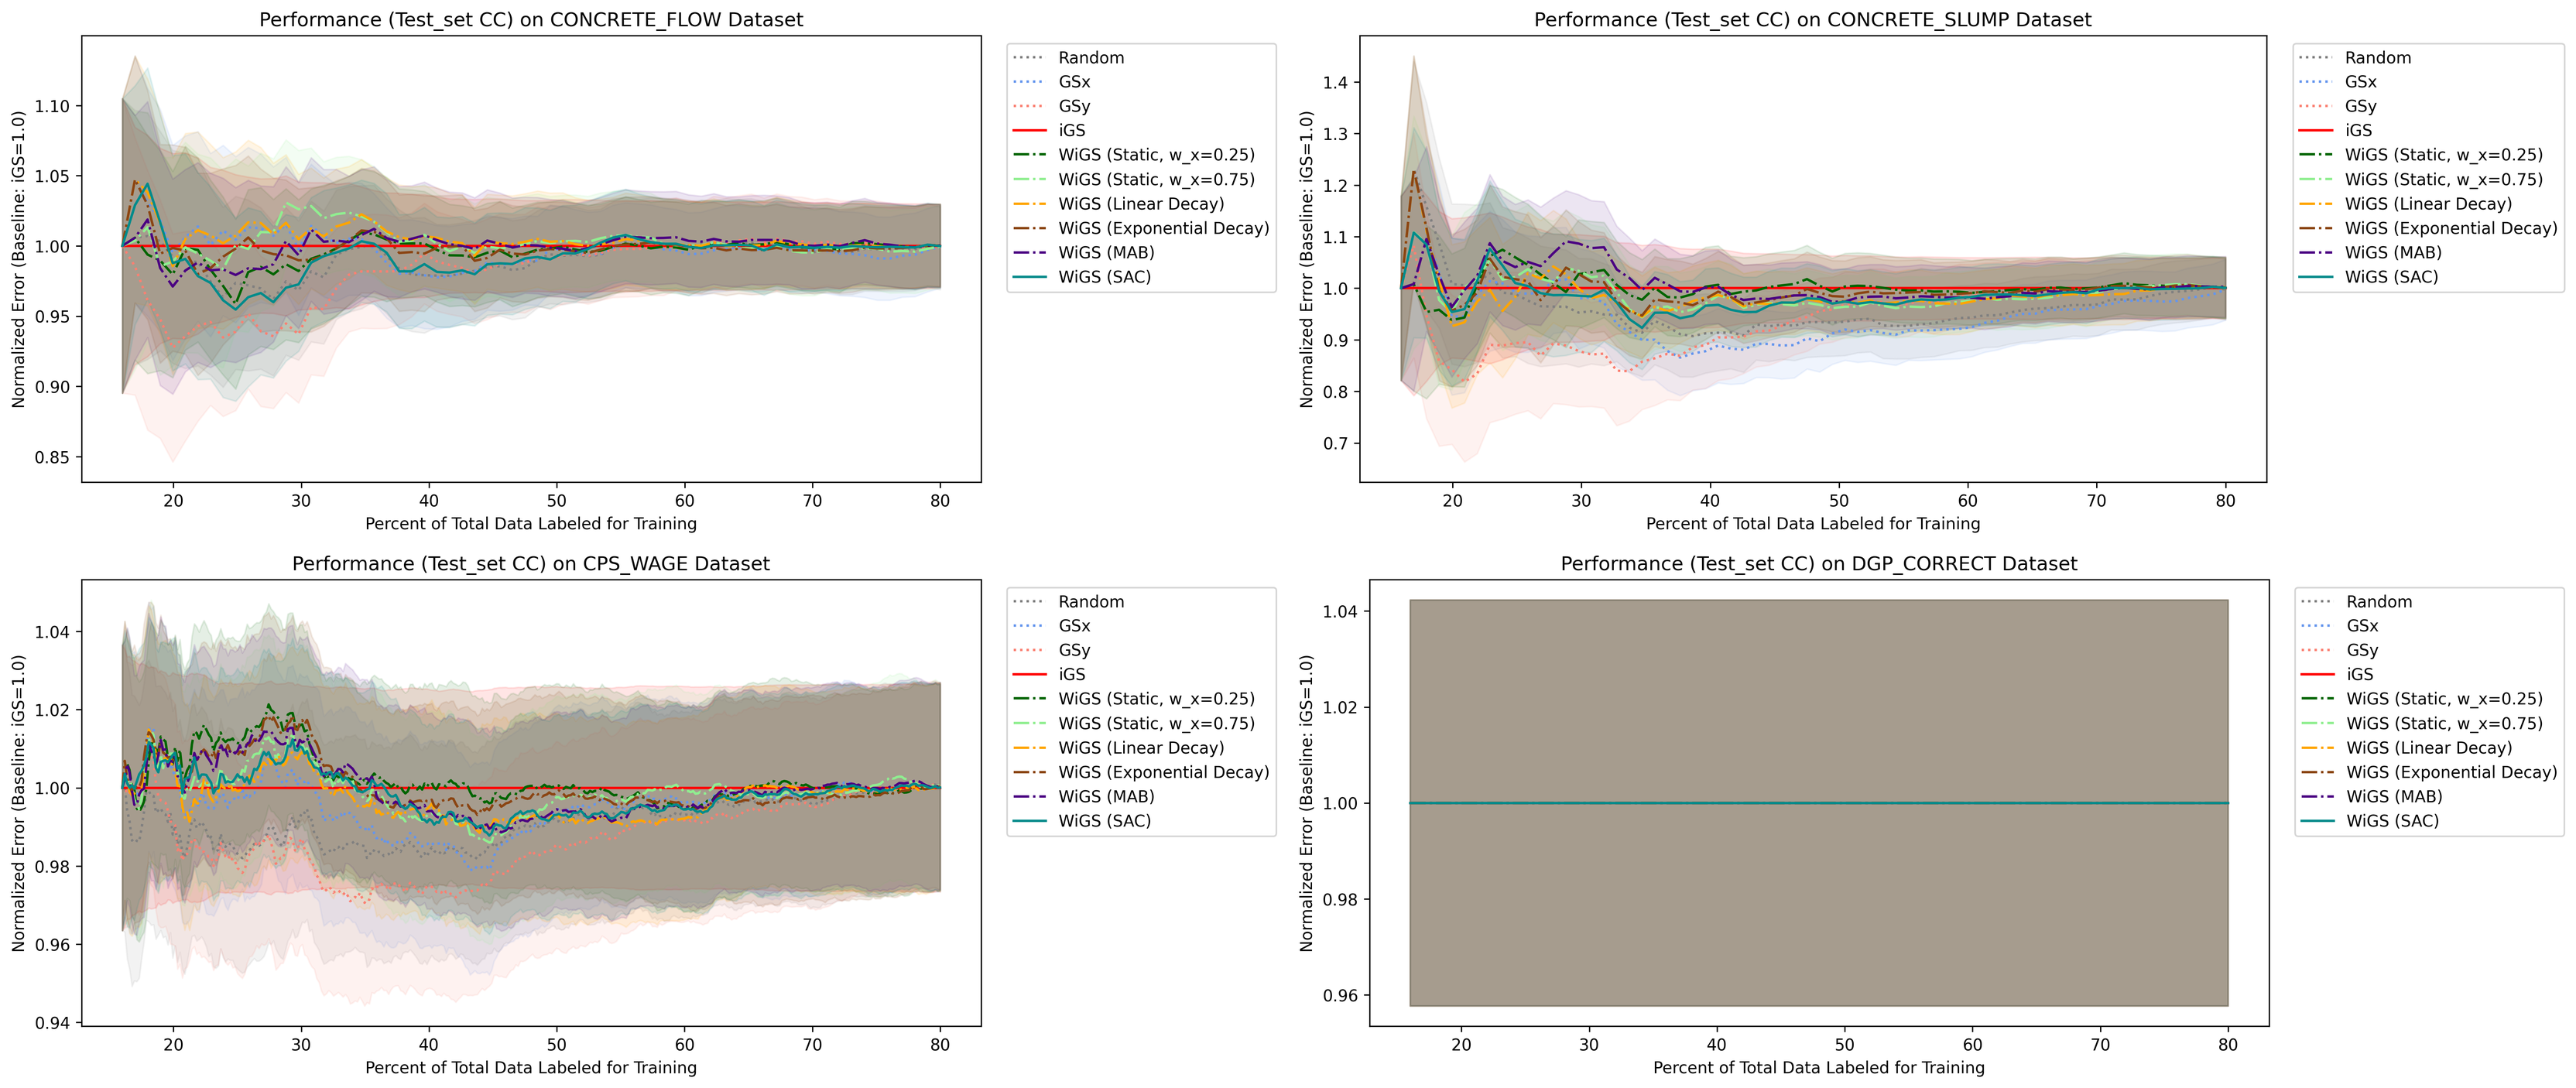 Performance (Test_set CC) on CONCRETE_FLOW Dataset
Normalized Error (Baseline: iGS=1.0)
1.10
1.05
1.00
0.95
0.90
0.85
20 30 40 50 60 70 80
Percent of Total Data Labeled for Training
Random
GSx
GSy
iGS
WiGS (Static, w_x=0.25)
WiGS (Static, w_x=0.75)
WiGS (Linear Decay)
WiGS (Exponential Decay)
WiGS (MAB)
WiGS (SAC)
Performance (Test_set CC) on CONCRETE_SLUMP Dataset
Normalized Error (Baseline: iGS=1.0)
1.4
1.3
1.2
1.1
1.0
0.9
0.8
0.7
20 30 40 50 60 70 80
Percent of Total Data Labeled for Training
Random
GSx
GSy
iGS
WiGS (Static, w_x=0.25)
WiGS (Static, w_x=0.75)
WiGS (Linear Decay)
WiGS (Exponential Decay)
WiGS (MAB)
WiGS (SAC)
Performance (Test_set CC) on CPS_WAGE Dataset
Normalized Error (Baseline: iGS=1.0)
1.04
1.02
1.00
0.98
0.96
0.94
20 30 40 50 60 70 80
Percent of Total Data Labeled for Training
Random
GSx
GSy
iGS
WiGS (Static, w_x=0.25)
WiGS (Static, w_x=0.75)
WiGS (Linear Decay)
WiGS (Exponential Decay)
WiGS (MAB)
WiGS (SAC)
Performance (Test_set CC) on DGP_CORRECT Dataset
Normalized Error (Baseline: iGS=1.0)
1.04
1.02
1.00
0.98
0.96
20 30 40 50 60 70 80
Percent of Total Data Labeled for Training
Random
GSx
GSy
iGS
WiGS (Static, w_x=0.25)
WiGS (Static, w_x=0.75)
WiGS (Linear Decay)
WiGS (Exponential Decay)
WiGS (MAB)
WiGS (SAC)